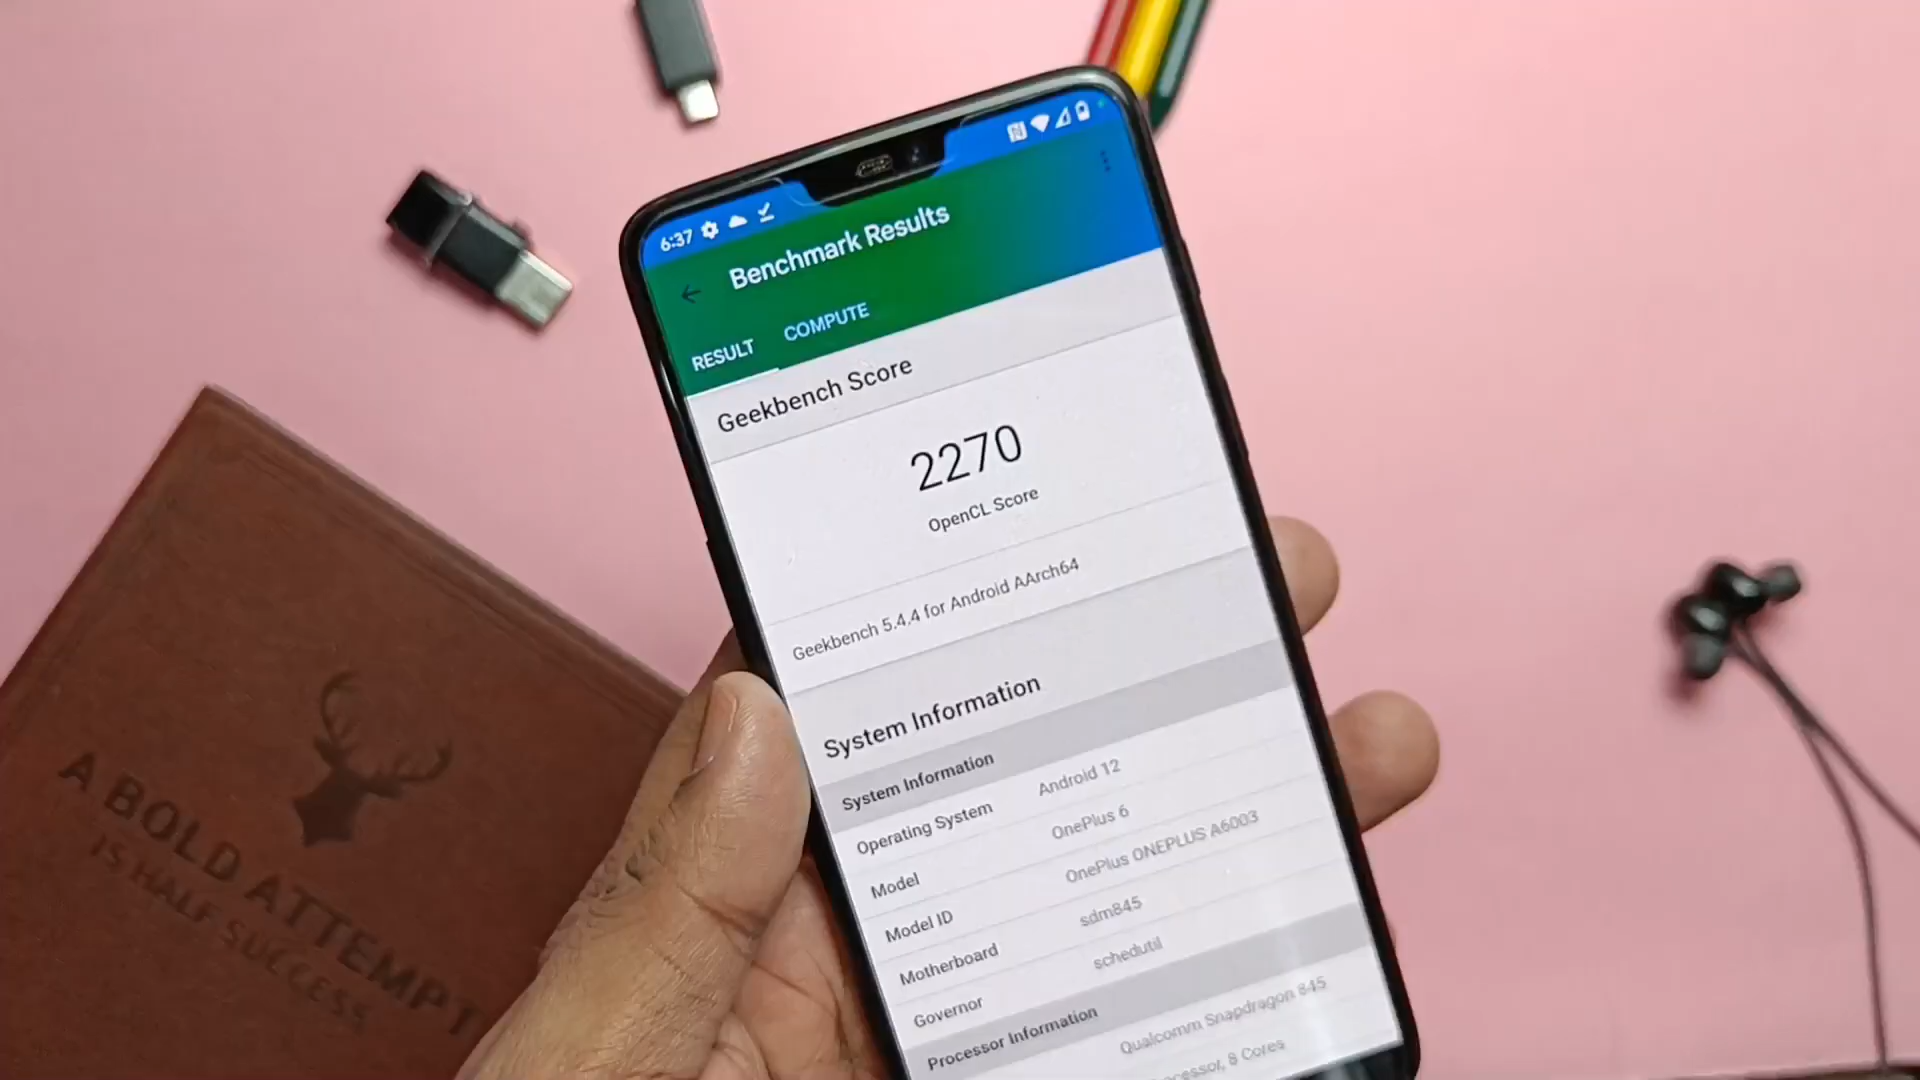 6:37
Benchmark Results
RESULT COMPUTE
Geekbench Score
2270
OpenCL Score
Geekbench 5.4.4 for Android AArch64
System Information
System Information
Operating System Android 12
Model OnePlus 6
Model ID OnePlus ONEPLUS A6003
Motherboard sdm845
Governor schedutil
Processor Information
Qualcomm Snapdragon 845
8 Cores
A BOLD ATTEMPT
IS HALF SUCCESS